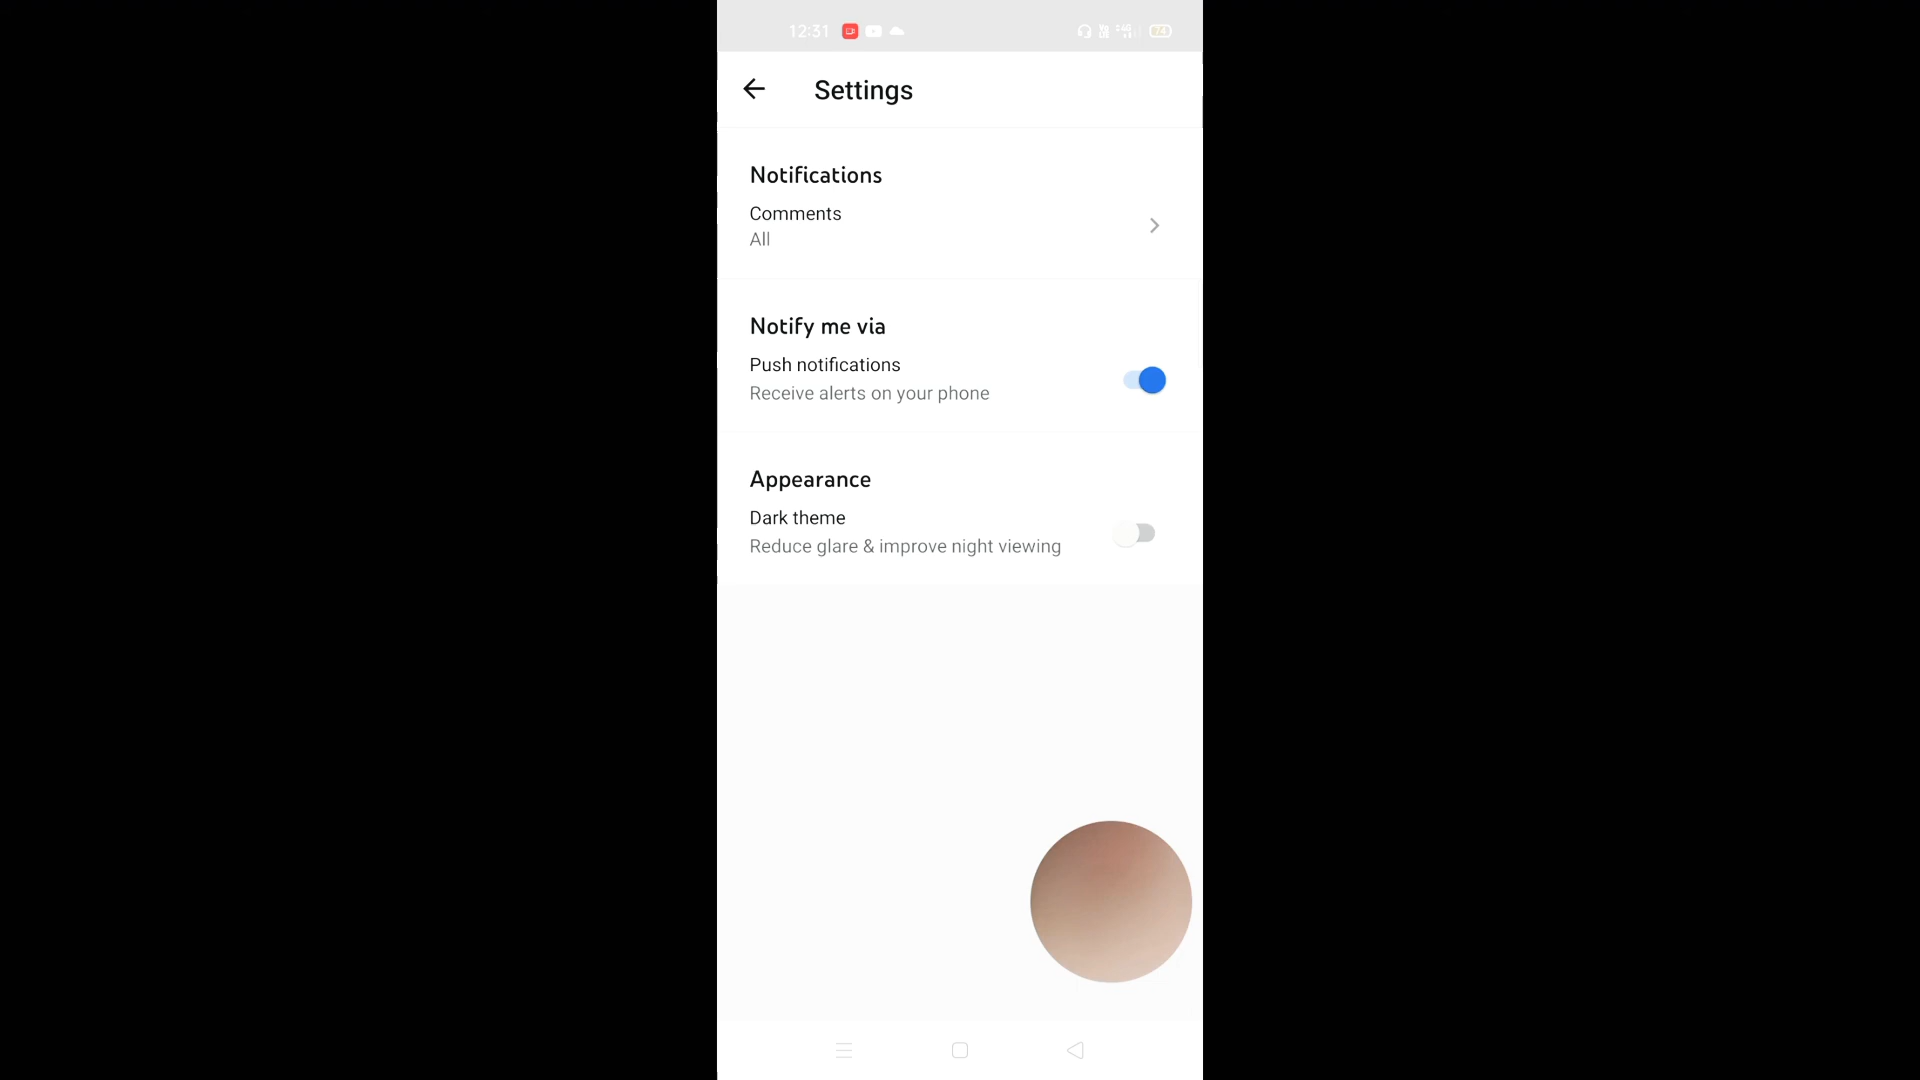 12:31
74
Settings
Notifications
Comments
All
Notify me via
Push notifications
Receive alerts on your phone
Appearance
Dark theme
Reduce glare & improve night viewing